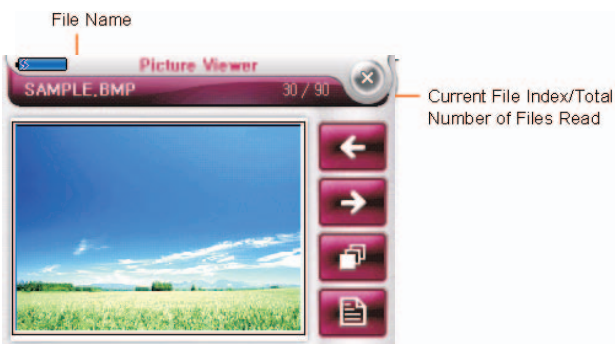 File Name
Picture Viewer
SAMPLE.BMP 30 / 90
Current File Index/Total
Number of Files Read